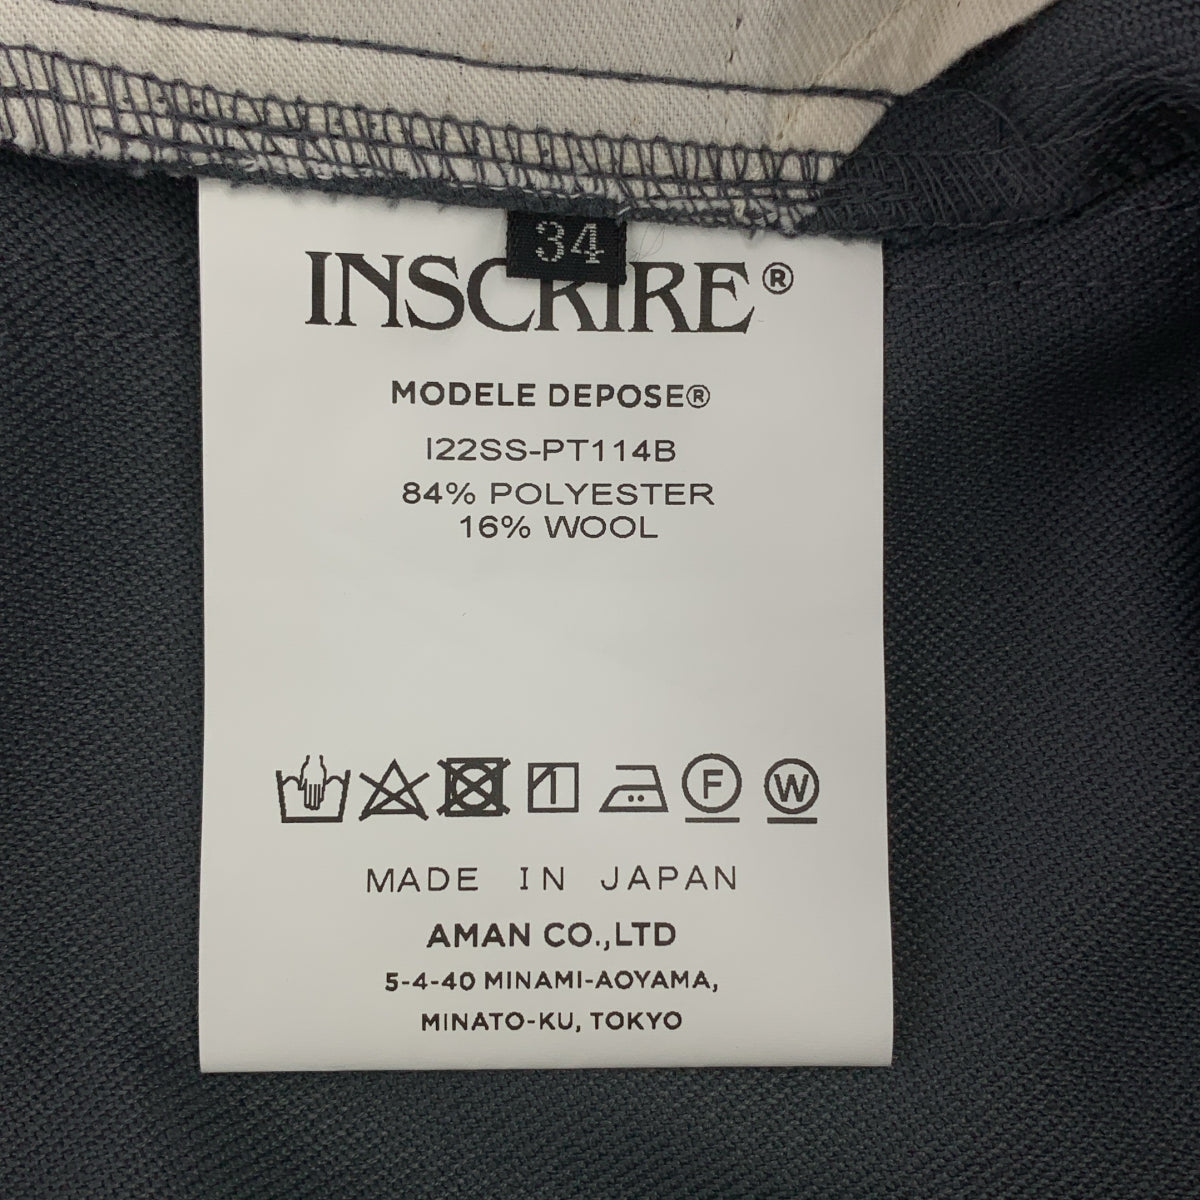 34
INSCRIRE®
MODELE DEPOSE®
I22SS-PT114B
84% POLYESTER
16% WOOL
1 F W
MADE IN JAPAN
AMAN CO.,LTD
5-4-40 MINAMI-AOYAMA,
MINATO-KU, TOKYO